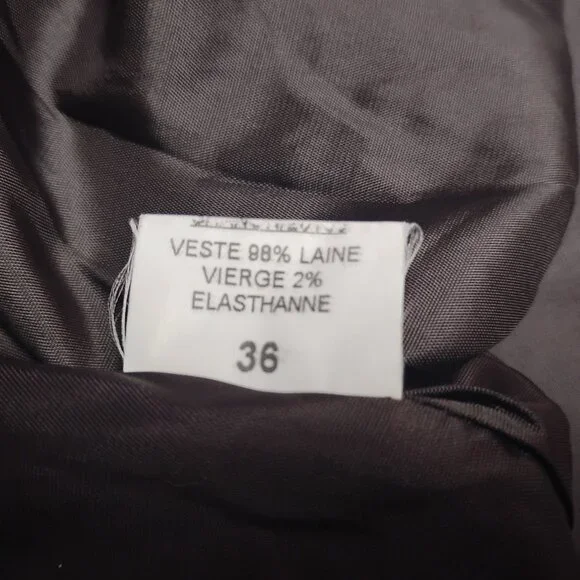 VESTE 98% LAINE
VIERGE 2%
ELASTHANNE
36